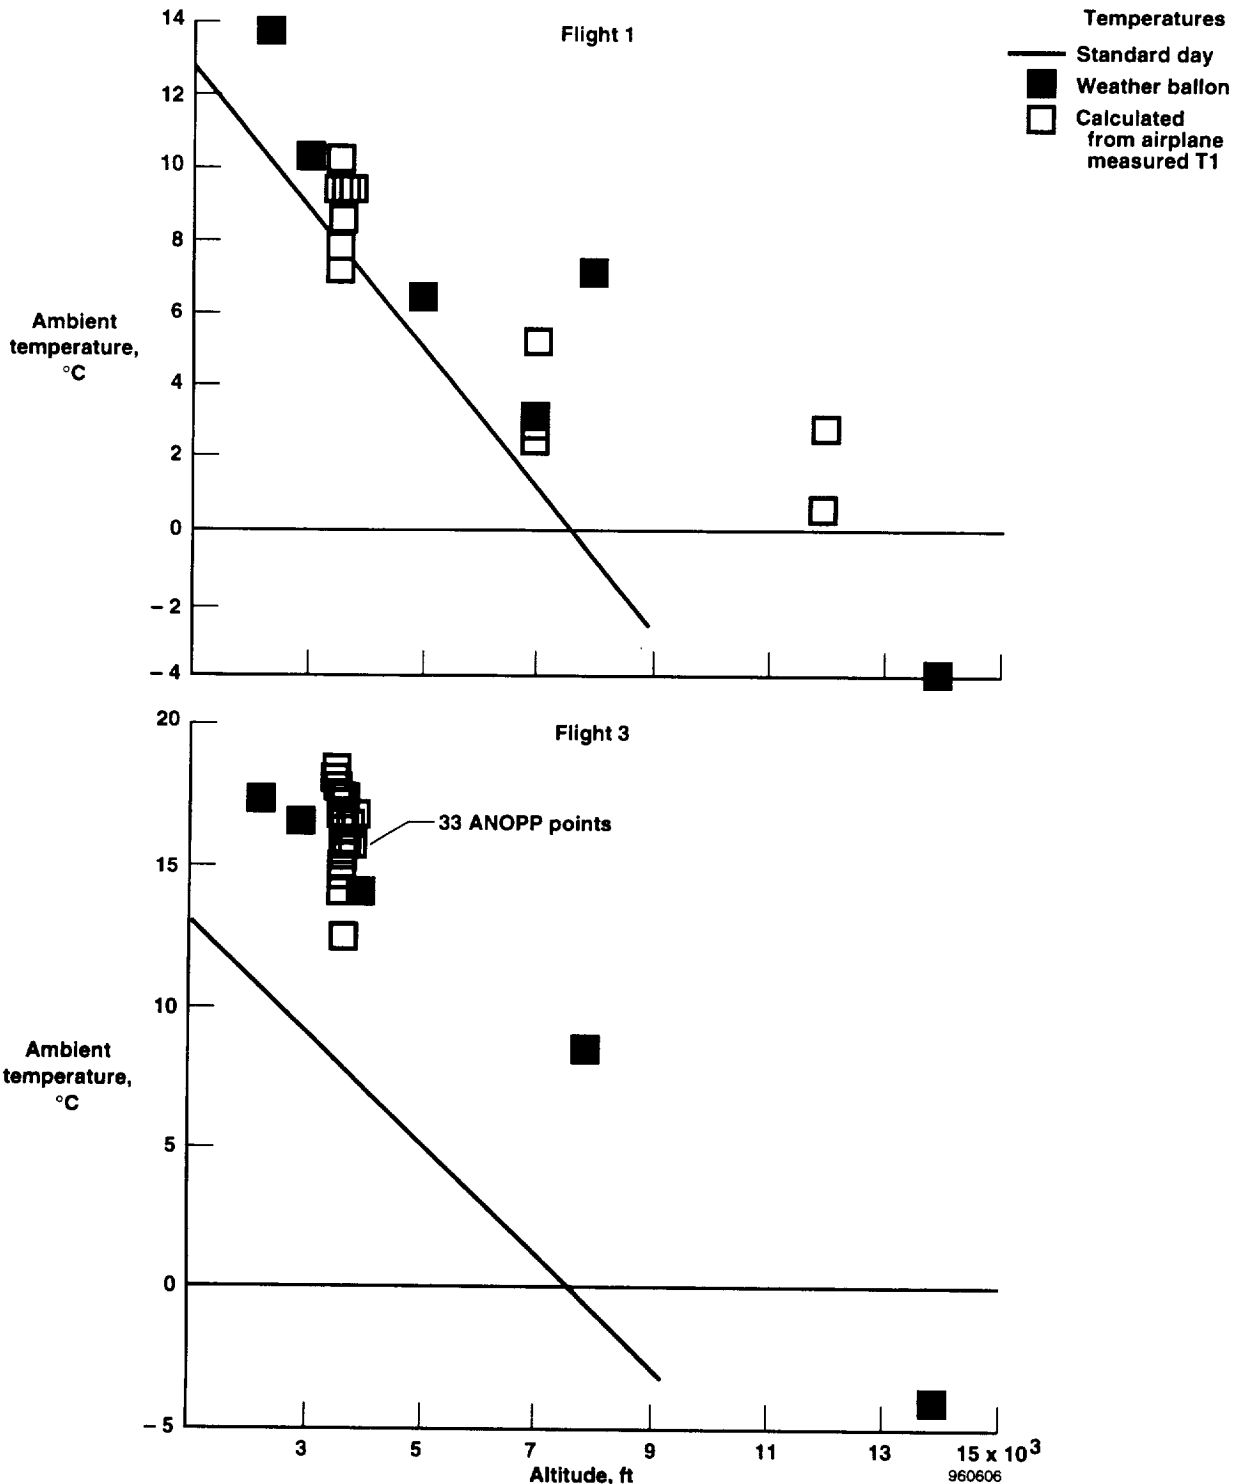 Flight 1
Temperatures
Standard day
Weather ballon
Calculated
from airplane
measured T1
14
12
10
8
6
4
2
0
– 2
– 4
Ambient
temperature,
°C
Flight 3
33 ANOPP points
20
15
10
5
0
– 5
Ambient
temperature,
°C
3 5 7 9 11 13 15 x 10³
Altitude, ft
960606